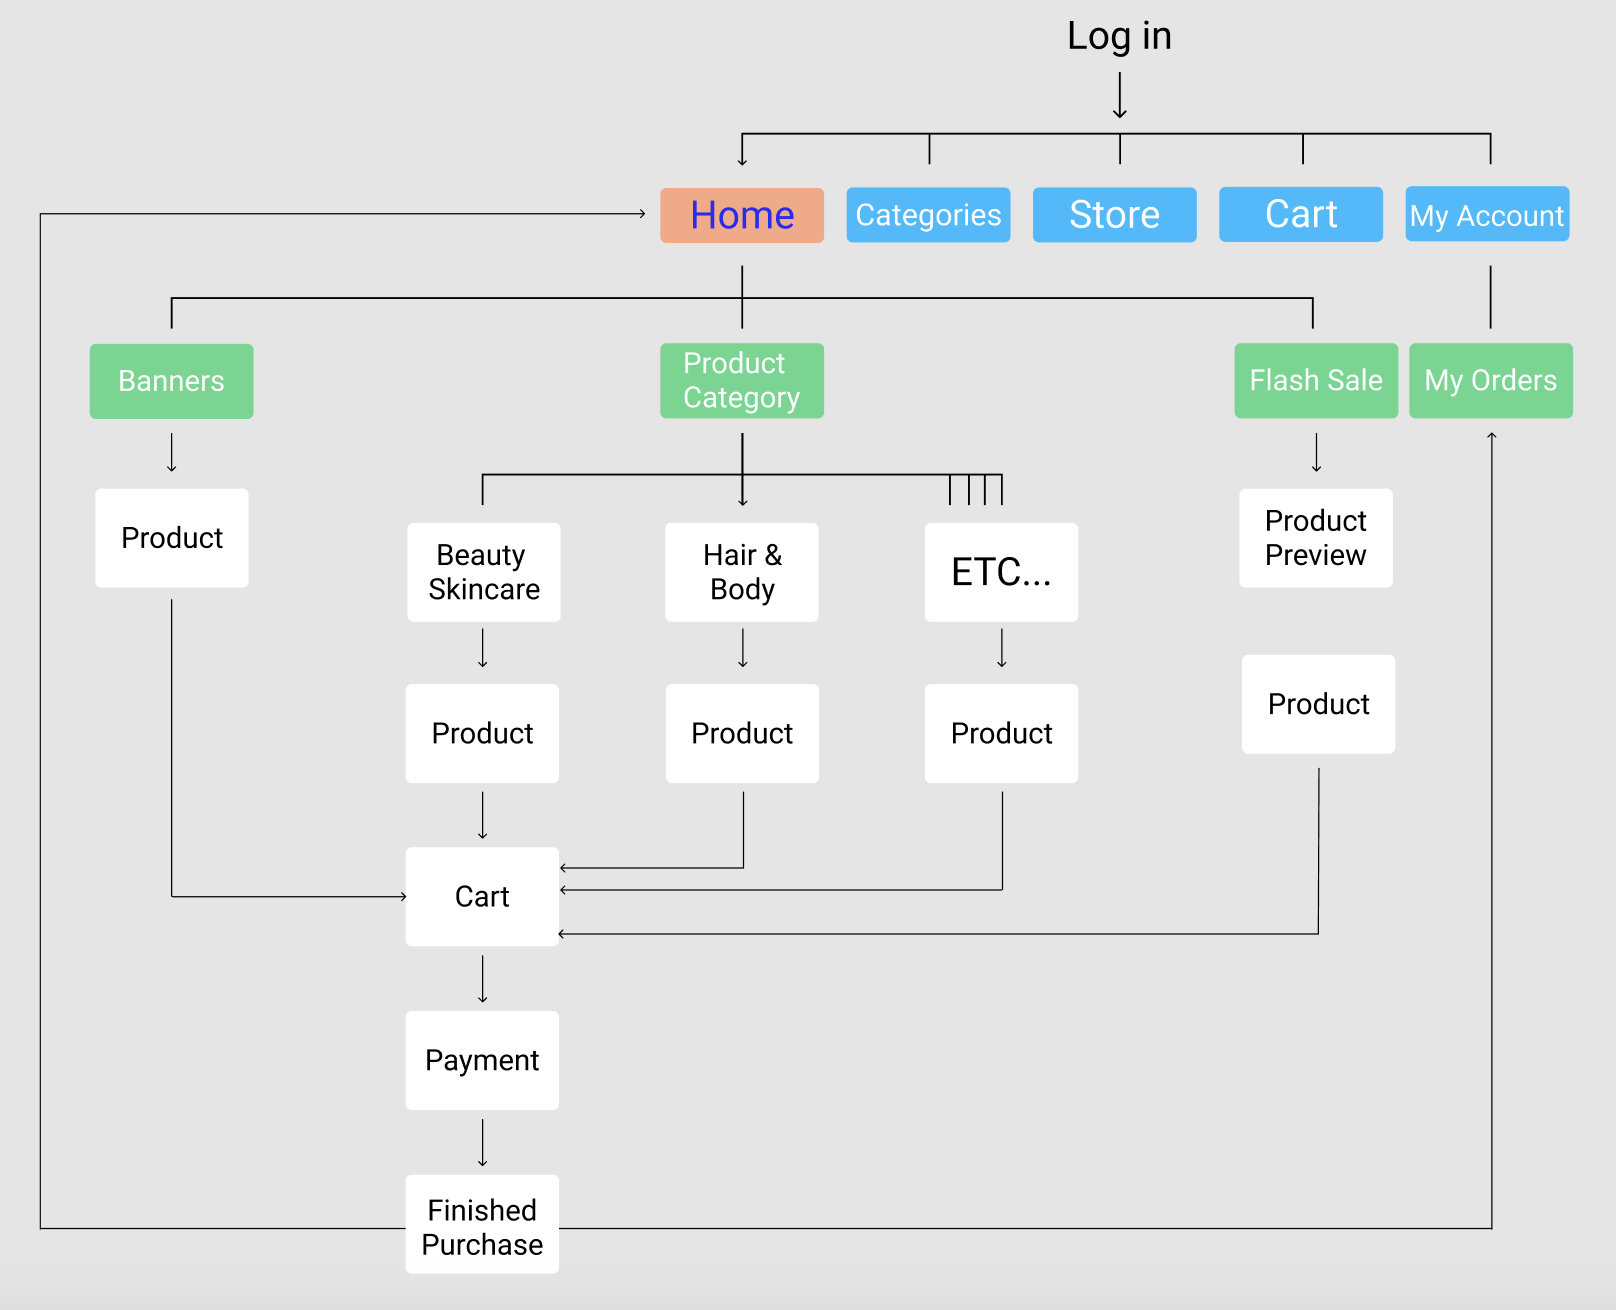 Log in
Home
Categories
Store
Cart
My Account
Banners
Product
Category
Flash Sale
My Orders
Product
Beauty
Skincare
Hair &
Body
ETC...
Product
Preview
Product
Product
Product
Product
Cart
Payment
Finished
Purchase